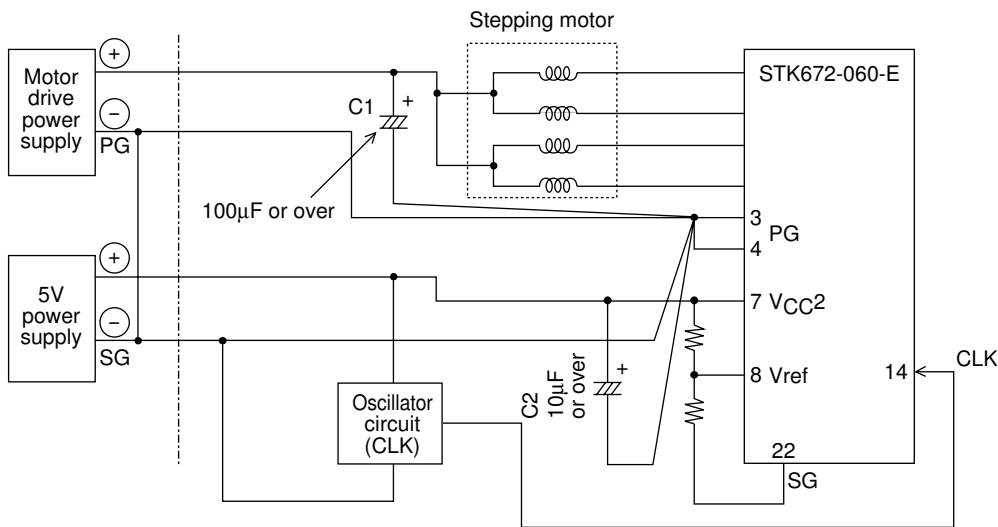 Stepping motor
+
Motor
drive
power
supply
−
PG
C1
+
100µF or over
STK672-060-E
3
PG
4
+
5V
power
supply
−
SG
7 VCC2
8 Vref
14
CLK
C2
10µF
or over
+
Oscillator
circuit
(CLK)
22
SG